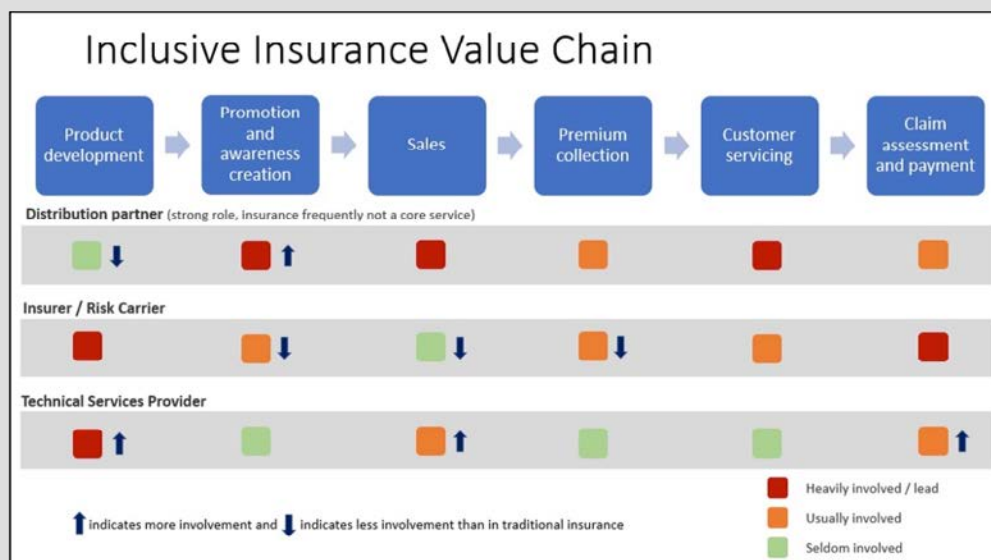 Inclusive Insurance Value Chain
Product
development
Promotion
and
awareness
creation
Sales
Premium
collection
Customer
servicing
Claim
assessment
and payment
Distribution partner (strong role, insurance frequently not a core service)
Insurer / Risk Carrier
Technical Services Provider
indicates more involvement and indicates less involvement than in traditional insurance
Heavily involved / lead
Usually involved
Seldom involved